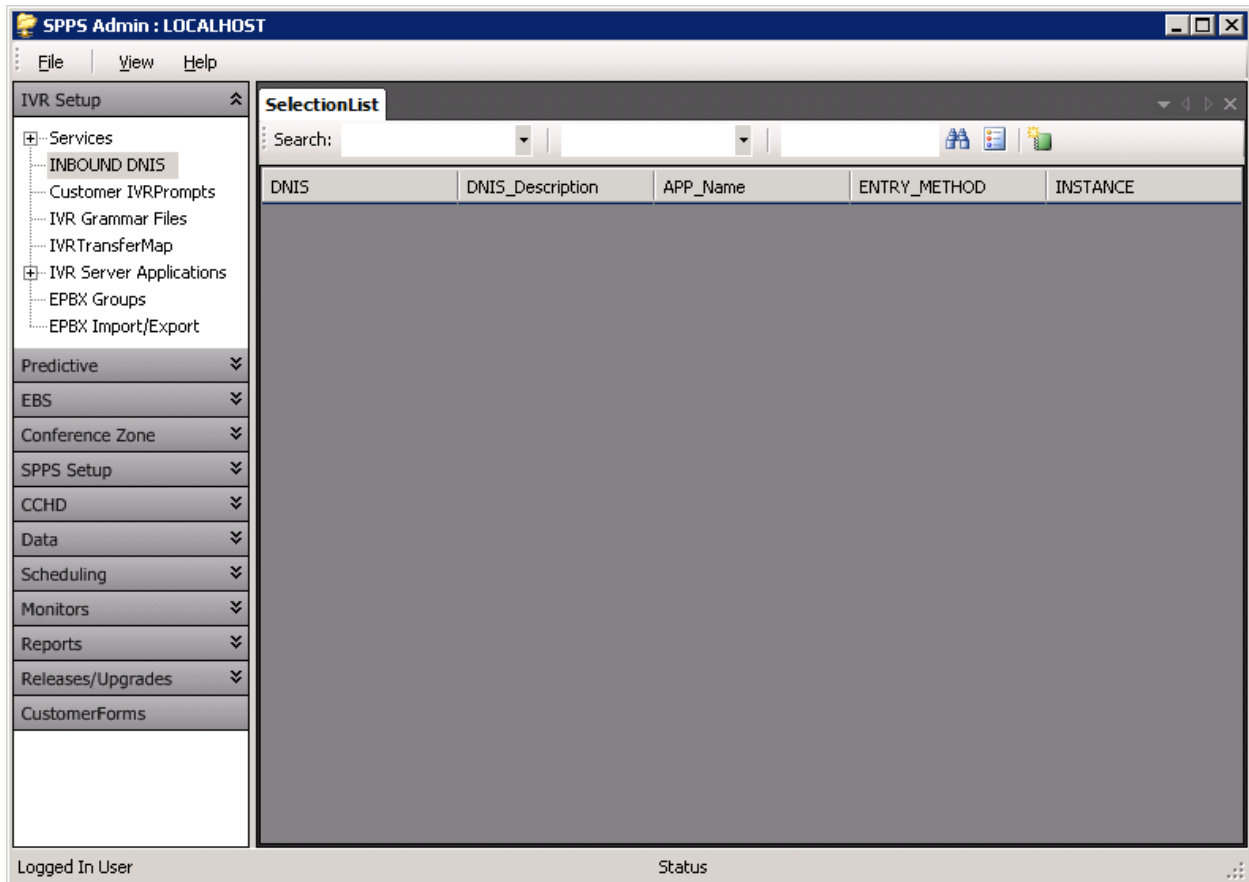 SPPS Admin : LOCALHOST
File View Help
IVR Setup
Services
INBOUND DNIS
Customer IVRPrompts
IVR Grammar Files
IVRTransferMap
IVR Server Applications
EPBX Groups
EPBX Import/Export
Predictive
EBS
Conference Zone
SPPS Setup
CCHD
Data
Scheduling
Monitors
Reports
Releases/Upgrades
CustomerForms
SelectionList
Search:
DNIS DNIS_Description APP_Name ENTRY_METHOD INSTANCE
Logged In User Status